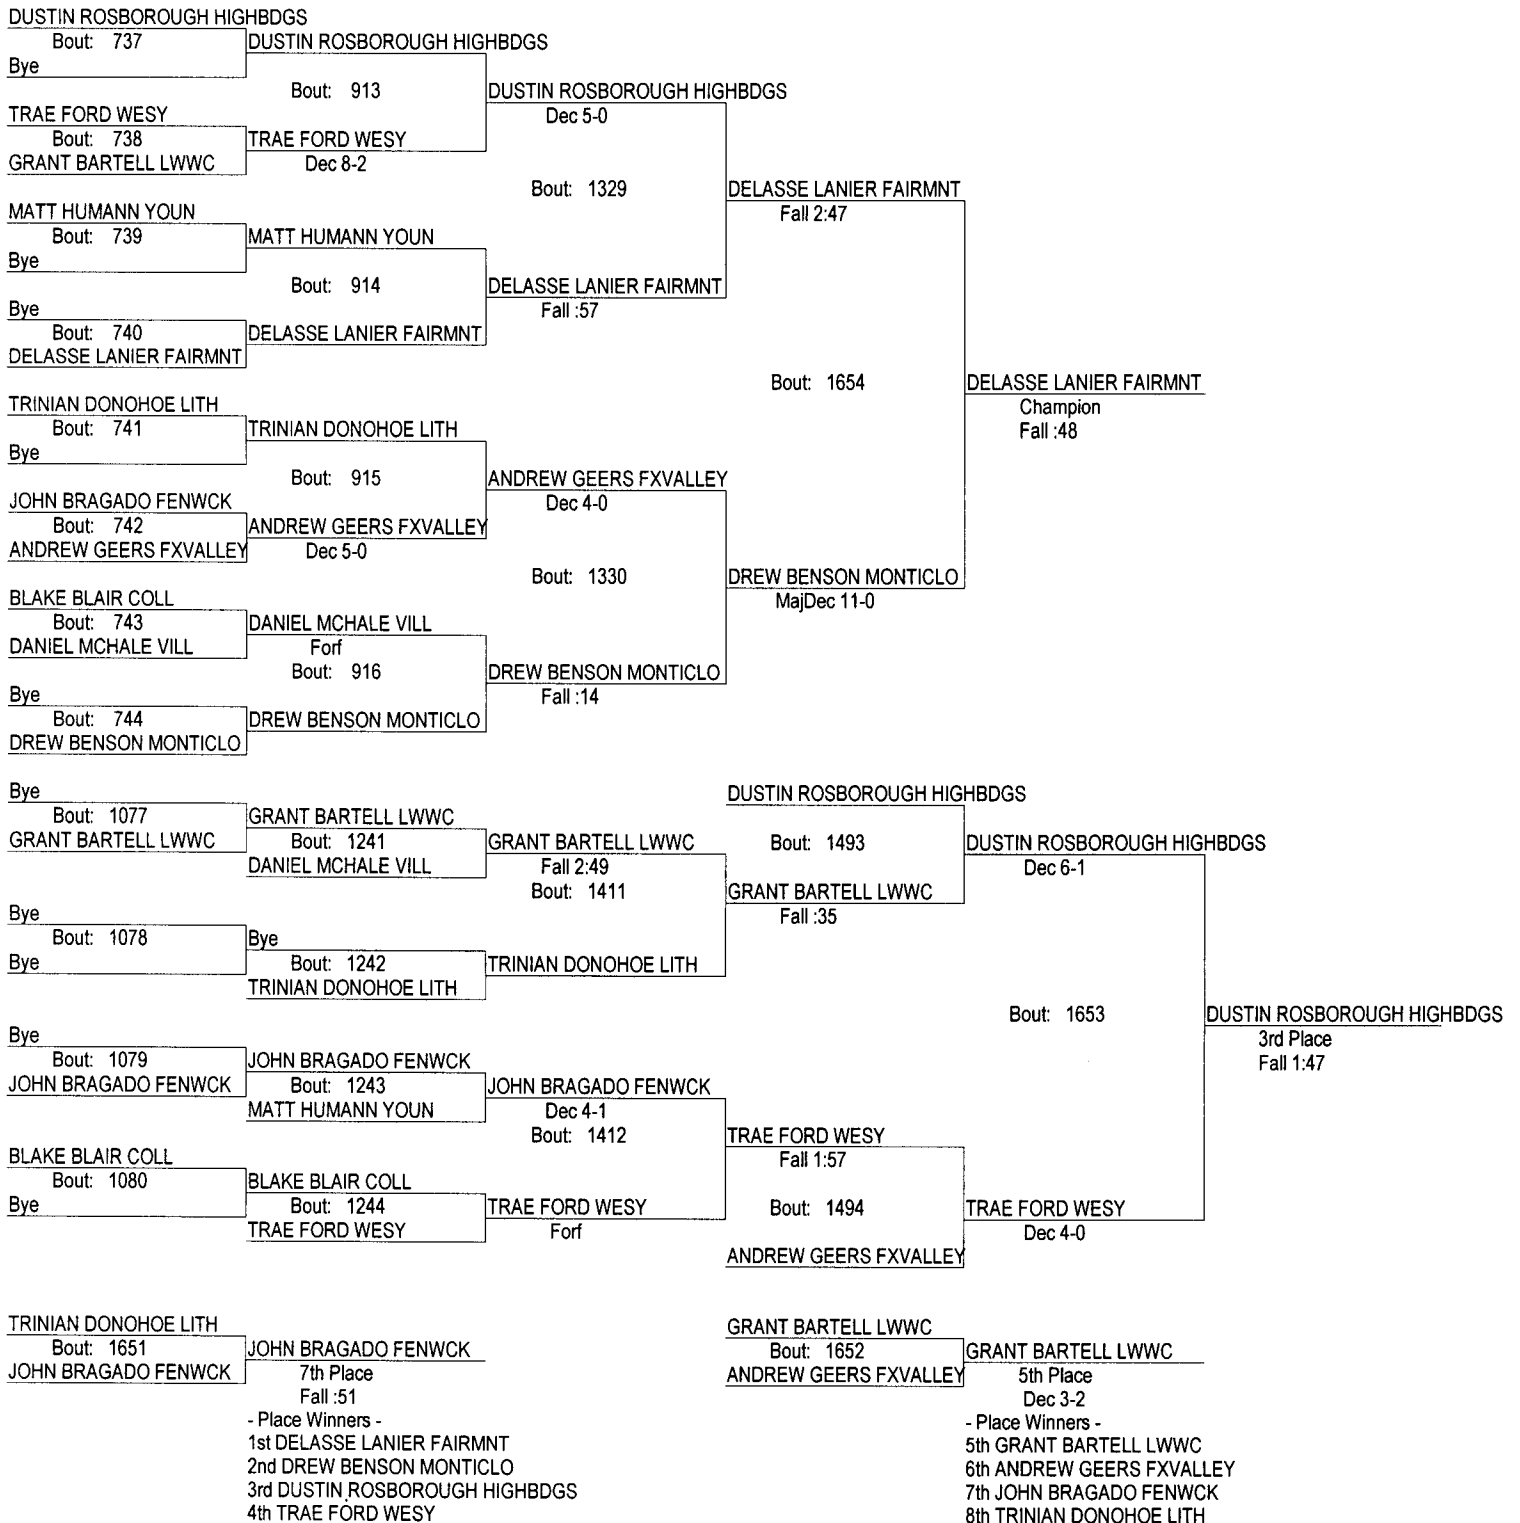 DUSTIN ROSBOROUGH HIGHBDGS
Bout: 737
DUSTIN ROSBOROUGH HIGHBDGS
Bye
Bout: 913
DUSTIN ROSBOROUGH HIGHBDGS
TRAE FORD WESY
Dec 5-0
Bout: 738
TRAE FORD WESY
GRANT BARTELL LWWC
Dec 8-2
Bout: 1329
DELASSE LANIER FAIRMNT
MATT HUMANN YOUN
Fall 2:47
Bout: 739
MATT HUMANN YOUN
Bye
Bout: 914
DELASSE LANIER FAIRMNT
Bye
Fall :57
Bout: 740
DELASSE LANIER FAIRMNT
DELASSE LANIER FAIRMNT
Bout: 1654
DELASSE LANIER FAIRMNT
TRINIAN DONOHOE LITH
Champion
Bout: 741
TRINIAN DONOHOE LITH
Fall :48
Bye
Bout: 915
ANDREW GEERS FXVALLEY
JOHN BRAGADO FENWCK
Dec 4-0
Bout: 742
ANDREW GEERS FXVALLEY
ANDREW GEERS FXVALLEY
Dec 5-0
Bout: 1330
DREW BENSON MONTICLO
BLAKE BLAIR COLL
MajDec 11-0
Bout: 743
DANIEL MCHALE VILL
DANIEL MCHALE VILL
Forf
Bout: 916
DREW BENSON MONTICLO
Bye
Fall :14
Bout: 744
DREW BENSON MONTICLO
DREW BENSON MONTICLO
Bye
DUSTIN ROSBOROUGH HIGHBDGS
Bout: 1077
GRANT BARTELL LWWC
GRANT BARTELL LWWC
Bout: 1241
GRANT BARTELL LWWC
Bout: 1493
DUSTIN ROSBOROUGH HIGHBDGS
DANIEL MCHALE VILL
Fall 2:49
Dec 6-1
Bout: 1411
GRANT BARTELL LWWC
Bye
Fall :35
Bout: 1078
Bye
Bye
Bout: 1242
TRINIAN DONOHOE LITH
TRINIAN DONOHOE LITH
Bout: 1653
DUSTIN ROSBOROUGH HIGHBDGS
Bye
3rd Place
Bout: 1079
JOHN BRAGADO FENWCK
Fall 1:47
JOHN BRAGADO FENWCK
Bout: 1243
JOHN BRAGADO FENWCK
MATT HUMANN YOUN
Dec 4-1
Bout: 1412
TRAE FORD WESY
BLAKE BLAIR COLL
Fall 1:57
Bout: 1080
BLAKE BLAIR COLL
Bye
Bout: 1244
TRAE FORD WESY
Bout: 1494
TRAE FORD WESY
TRAE FORD WESY
Forf
Dec 4-0
ANDREW GEERS FXVALLEY
TRINIAN DONOHOE LITH
Bout: 1651
JOHN BRAGADO FENWCK
JOHN BRAGADO FENWCK
7th Place
Fall :51
- Place Winners -
1st DELASSE LANIER FAIRMNT
2nd DREW BENSON MONTICLO
3rd DUSTIN ROSBOROUGH HIGHBDGS
4th TRAE FORD WESY
GRANT BARTELL LWWC
Bout: 1652
GRANT BARTELL LWWC
ANDREW GEERS FXVALLEY
5th Place
Dec 3-2
- Place Winners -
5th GRANT BARTELL LWWC
6th ANDREW GEERS FXVALLEY
7th JOHN BRAGADO FENWCK
8th TRINIAN DONOHOE LITH